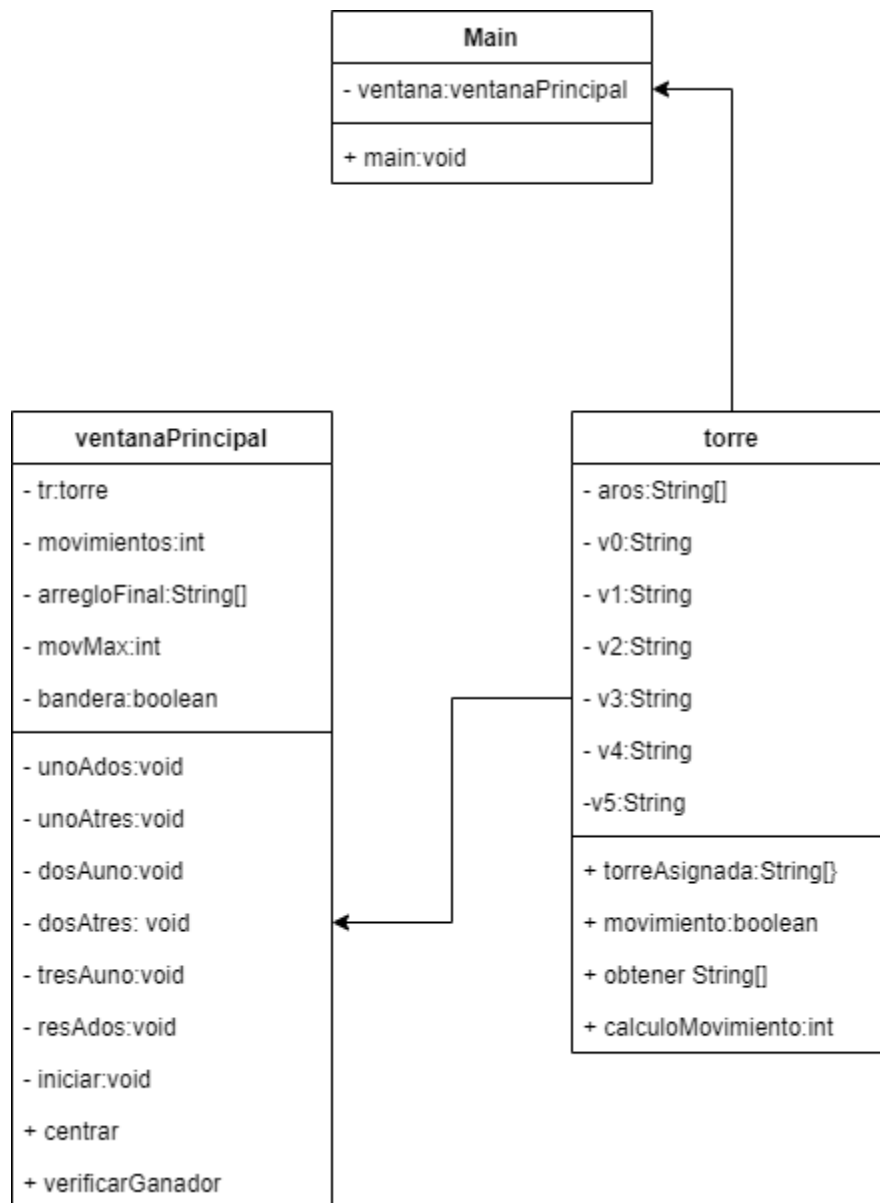 Main
- ventana:ventanaPrincipal
+ main:void
ventanaPrincipal
- tr:torre
- movimientos:int
- arregloFinal:String[]
- movMax:int
- bandera:boolean
- unoAdos:void
- unoAtres:void
- dosAuno:void
- dosAtres: void
- tresAuno:void
- resAdos:void
- iniciar:void
+ centrar
+ verificarGanador
torre
- aros:String[]
- v0:String
- v1:String
- v2:String
- v3:String
- v4:String
-v5:String
+ torreAsignada:String[}
+ movimiento:boolean
+ obtener String[]
+ calculoMovimiento:int